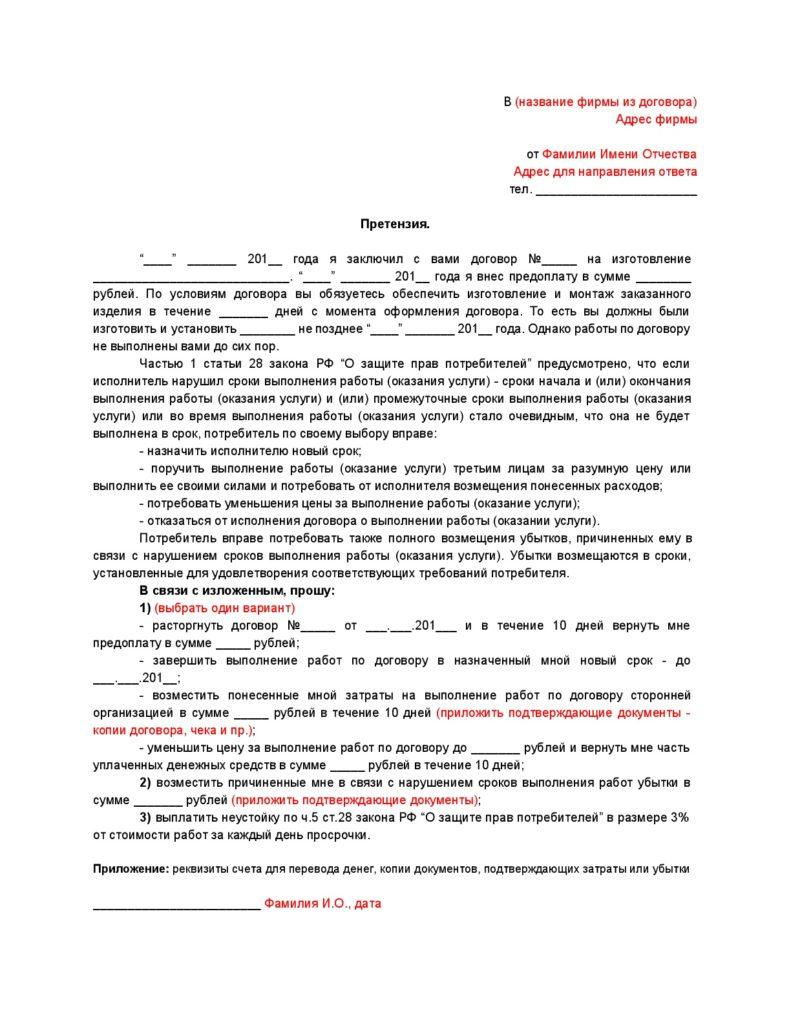 В (название фирмы из договора)
Адрес фирмы
от Фамилии Имени Отчества
Адрес для направления ответа
тел. _______________________
Претензия.
“____” _______ 201__ года я заключил с вами договор №_____ на изготовление
____________________________. “____” _______ 201__ года я внес предоплату в сумме ________
рублей. По условиям договора вы обязуетесь обеспечить изготовление и монтаж заказанного
изделия в течение _______ дней с момента оформления договора. То есть вы должны были
изготовить и установить ________ не позднее “____” _______ 201__ года. Однако работы по договору
не выполнены вами до сих пор.
Частью 1 статьи 28 закона РФ “О защите прав потребителей” предусмотрено, что если
исполнитель нарушил сроки выполнения работы (оказания услуги) - сроки начала и (или) окончания
выполнения работы (оказания услуги) и (или) промежуточные сроки выполнения работы (оказания
услуги) или во время выполнения работы (оказания услуги) стало очевидным, что она не будет
выполнена в срок, потребитель по своему выбору вправе:
- назначить исполнителю новый срок;
- поручить выполнение работы (оказание услуги) третьим лицам за разумную цену или
выполнить ее своими силами и потребовать от исполнителя возмещения понесенных расходов;
- потребовать уменьшения цены за выполнение работы (оказание услуги);
- отказаться от исполнения договора о выполнении работы (оказании услуги).
Потребитель вправе потребовать также полного возмещения убытков, причиненных ему в
связи с нарушением сроков выполнения работы (оказания услуги). Убытки возмещаются в сроки,
установленные для удовлетворения соответствующих требований потребителя.
В связи с изложенным, прошу:
1) (выбрать один вариант)
- расторгнуть договор №_____ от ___.___.201___ и в течение 10 дней вернуть мне
предоплату в сумме _____ рублей;
- завершить выполнение работ по договору в назначенный мной новый срок - до
___.___.201__;
- возместить понесенные мной затраты на выполнение работ по договору сторонней
организацией в сумме _____ рублей в течение 10 дней (приложить подтверждающие документы -
копии договора, чека и пр.);
- уменьшить цену за выполнение работ по договору до _______ рублей и вернуть мне часть
уплаченных денежных средств в сумме _____ рублей в течение 10 дней;
2) возместить причиненные мне в связи с нарушением сроков выполнения работ убытки в
сумме _______ рублей (приложить подтверждающие документы);
3) выплатить неустойку по ч.5 ст.28 закона РФ “О защите прав потребителей” в размере 3%
от стоимости работ за каждый день просрочки.
Приложение: реквизиты счета для перевода денег, копии документов, подтверждающих затраты или убытки
________________________ Фамилия И.О., дата